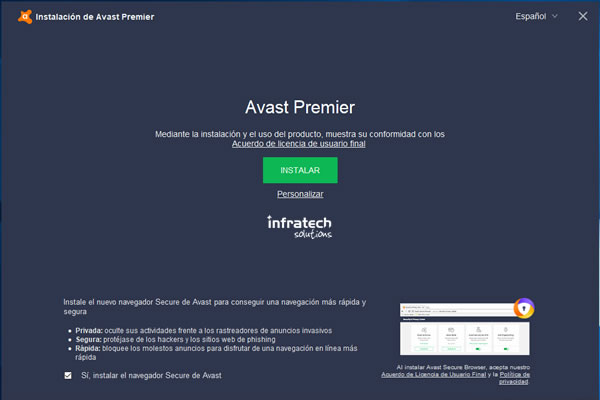 Instalación de Avast Premier
Español
Avast Premier
Mediante la instalación y el uso del producto, muestra su conformidad con los
Acuerdo de licencia de usuario final
INSTALAR
Personalizar
infratech
solutions
Instale el nuevo navegador Secure de Avast para conseguir una navegación más rápida y
segura
Privada: oculte sus actividades frente a los rastreadores de anuncios invasivos
Segura: protéjase de los hackers y los sitios web de phishing
Ràpida: bloquee los molestos anuncios para disfrutar de una navegación en línea más
rápida
Sí, instalar el navegador Secure de Avast
Al instalar Avast Secure Browser, acepta nuestro
Acuerdo de Licencia de Usuario Final y la Política de
privacidad.